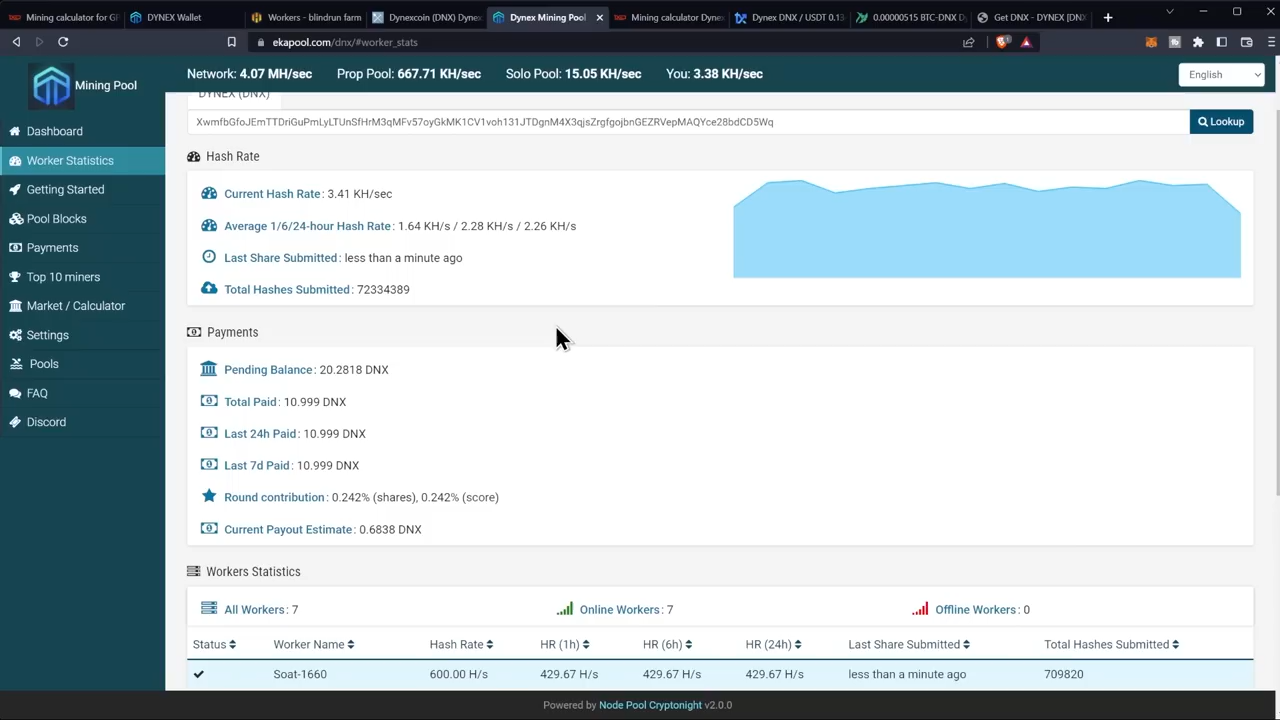 Mining calculator for GP
DYNEX Wallet
Workers - blindrun farm
Dynexcoin (DNX) Dynex
Dynex Mining Pool
Mining calculator Dyne
Dynex DNX / USDT 0.13
0.00000515 BTC-DNX D
Get DNX - DYNEX [DNX
ekapool.com/dnx/#worker_stats
Mining Pool
Network: 4.07 MH/sec
Prop Pool: 667.71 KH/sec
Solo Pool: 15.05 KH/sec
You: 3.38 KH/sec
English
Dashboard
Worker Statistics
Getting Started
Pool Blocks
Payments
Top 10 miners
Market / Calculator
Settings
Pools
FAQ
Discord
DYNEX (DNX)
XwmfbGfoJEmTTDriGuPmLyLTUnSfHrM3qMFv57oyGkMK1CV1voh131JTDgnM4X3qjsZrgfgojbnGEZRVepMAQYce28bdCD5Wq
Lookup
Hash Rate
Current Hash Rate: 3.41 KH/sec
Average 1/6/24-hour Hash Rate: 1.64 KH/s / 2.28 KH/s / 2.26 KH/s
Last Share Submitted: less than a minute ago
Total Hashes Submitted: 72334389
Payments
Pending Balance: 20.2818 DNX
Total Paid: 10.999 DNX
Last 24h Paid: 10.999 DNX
Last 7d Paid: 10.999 DNX
Round contribution: 0.242% (shares), 0.242% (score)
Current Payout Estimate: 0.6838 DNX
Workers Statistics
All Workers: 7
Online Workers: 7
Offline Workers: 0
Status Worker Name Hash Rate HR (1h) HR (6h) HR (24h) Last Share Submitted Total Hashes Submitted
Soat-1660 600.00 H/s 429.67 H/s 429.67 H/s 429.67 H/s less than a minute ago 709820
Powered by Node Pool Cryptonight v2.0.0